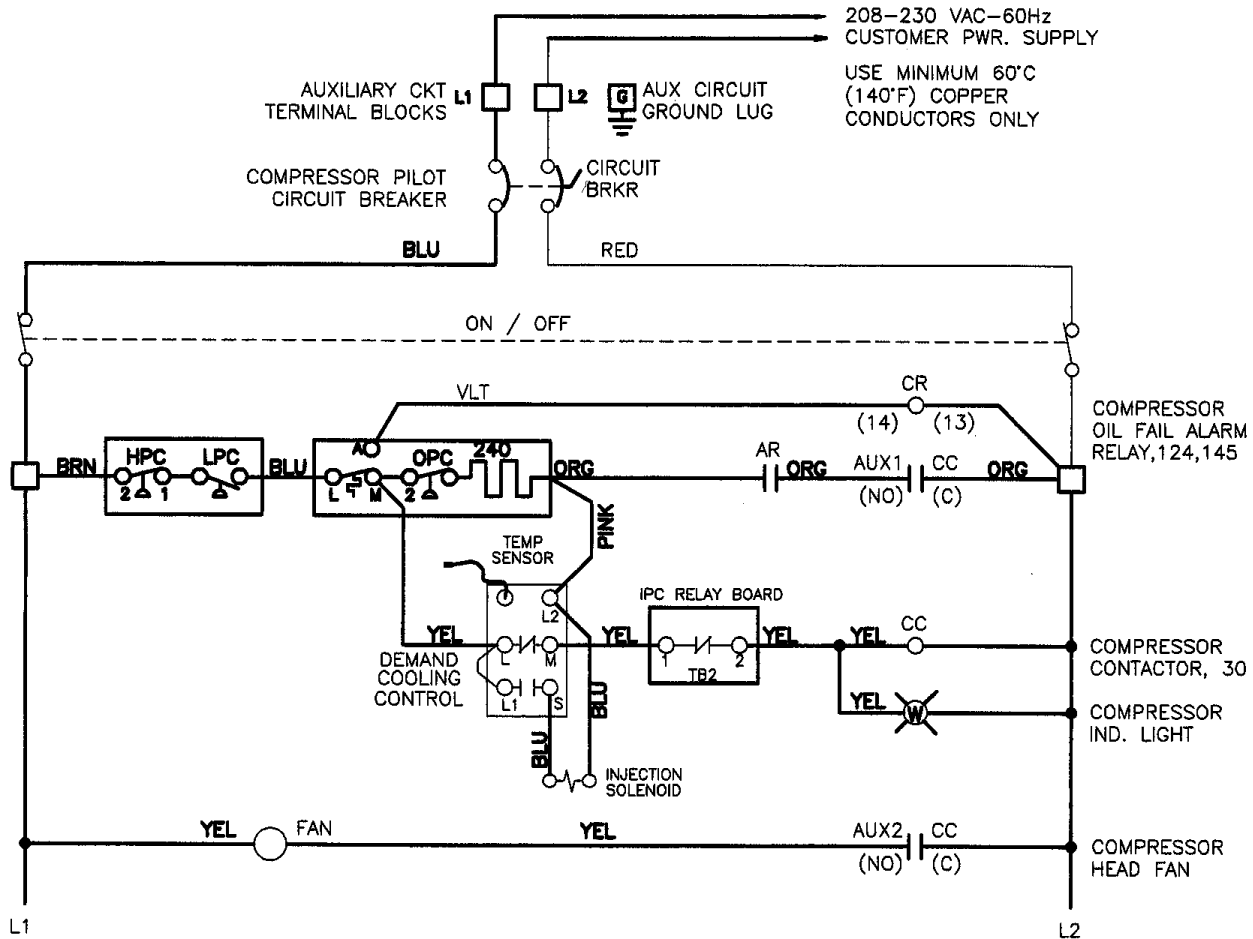 208-230 VAC-60Hz
CUSTOMER PWR. SUPPLY
USE MINIMUM 60°C
(140°F) COPPER
CONDUCTORS ONLY
AUXILIARY CKT
TERMINAL BLOCKS
L1
L2
G
AUX CIRCUIT
GROUND LUG
COMPRESSOR PILOT
CIRCUIT BREAKER
CIRCUIT
BRKR
BLU
RED
ON / OFF
VLT
CR
(14)
(13)
COMPRESSOR
OIL FAIL ALARM
RELAY,124,145
BRN
HPC
LPC
2
1
BLU
A
L
M
OPC
2
240
ORG
AR
ORG
AUX1
(NO)
CC
(C)
ORG
PINK
TEMP
SENSOR
L2
YEL
L
M
YEL
IPC RELAY BOARD
1
2
TB2
YEL
YEL
CC
COMPRESSOR
CONTACTOR, 30
DEMAND
COOLING
CONTROL
L1
S
BLU
BLU
YEL
W
COMPRESSOR
IND. LIGHT
INJECTION
SOLENOID
YEL
FAN
YEL
AUX2
(NO)
CC
(C)
COMPRESSOR
HEAD FAN
L1
L2